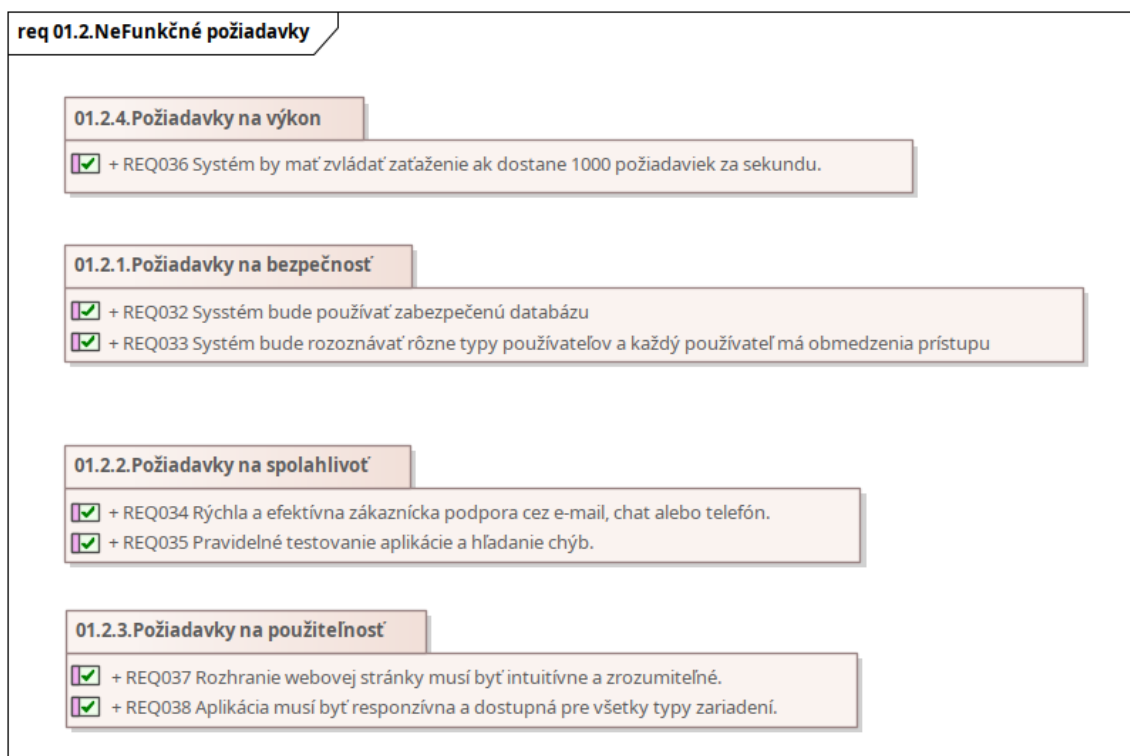 req 01.2.NeFunkčné požiadavky
01.2.4.Požiadavky na výkon
+ REQ036 Systém by mať zvládať zaťaženie ak dostane 1000 požiadaviek za sekundu.
01.2.1.Požiadavky na bezpečnosť
+ REQ032 Sysstém bude používať zabezpečenú databázu
+ REQ033 Systém bude rozoznávať rôzne typy používateľov a každý používateľ má obmedzenia prístupu
01.2.2.Požiadavky na spolahlivoť
+ REQ034 Rýchla a efektívna zákaznícka podpora cez e-mail, chat alebo telefón.
+ REQ035 Pravidelné testovanie aplikácie a hľadanie chýb.
01.2.3.Požiadavky na použiteľnosť
+ REQ037 Rozhranie webovej stránky musí byť intuitívne a zrozumiteľné.
+ REQ038 Aplikácia musí byť responzívna a dostupná pre všetky typy zariadení.